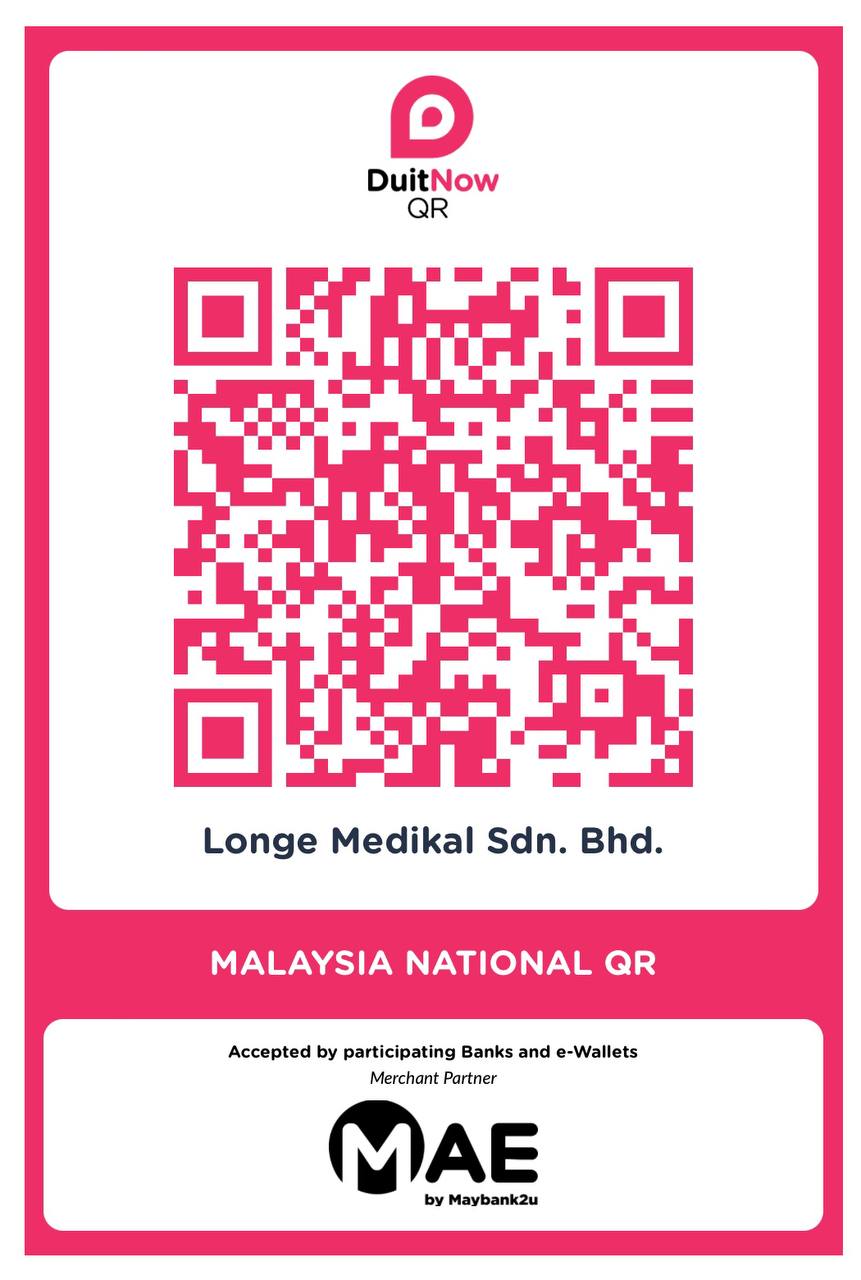 DuitNow
QR
Longe Medikal Sdn. Bhd.
MALAYSIA NATIONAL QR
Accepted by participating Banks and e-Wallets
Merchant Partner
MAE
by Maybank2u